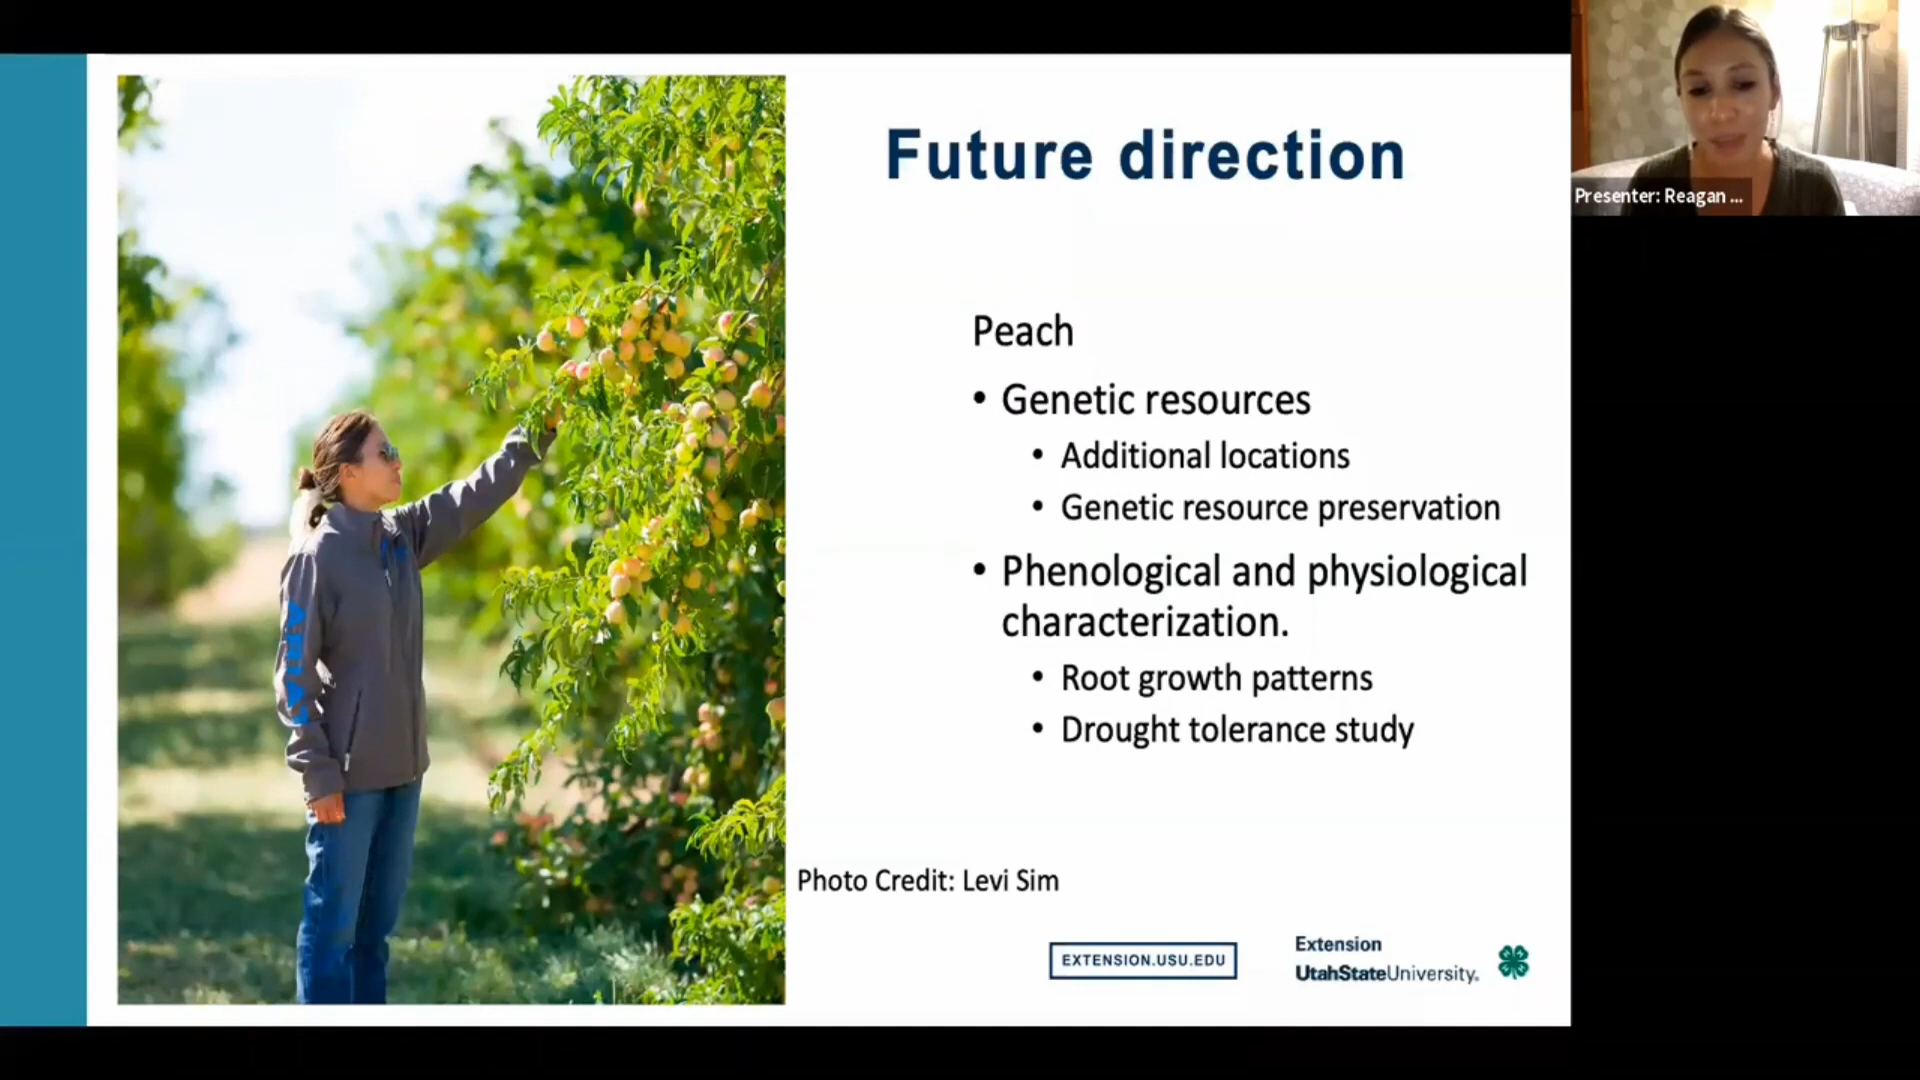 Future direction
Presenter: Reagan ...
Peach
• Genetic resources
• Additional locations
• Genetic resource preservation
• Phenological and physiological
characterization.
• Root growth patterns
• Drought tolerance study
ARIAT
Photo Credit: Levi Sim
EXTENSION.USU.EDU
Extension
UtahStateUniversity.